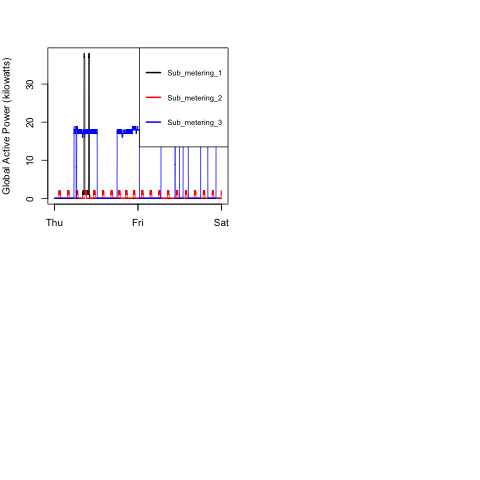 Global Active Power (kilowatts)
30
20
10
0
Sub_metering_1
Sub_metering_2
Sub_metering_3
Thu Fri Sat